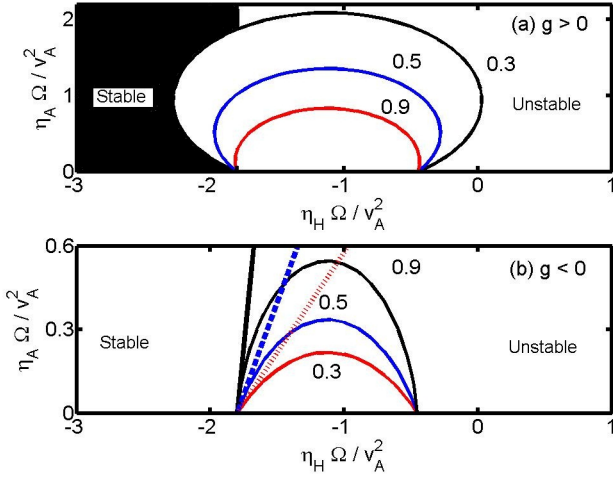 (a) g > 0
η_A Ω / v_A^2
2
1
0
0.3
0.5
0.9
Stable
Unstable
-3
-2
-1
0
1
η_H Ω / v_A^2
(b) g < 0
η_A Ω / v_A^2
0.6
0.3
0
0.9
0.5
0.3
Stable
Unstable
-3
-2
-1
0
1
η_H Ω / v_A^2